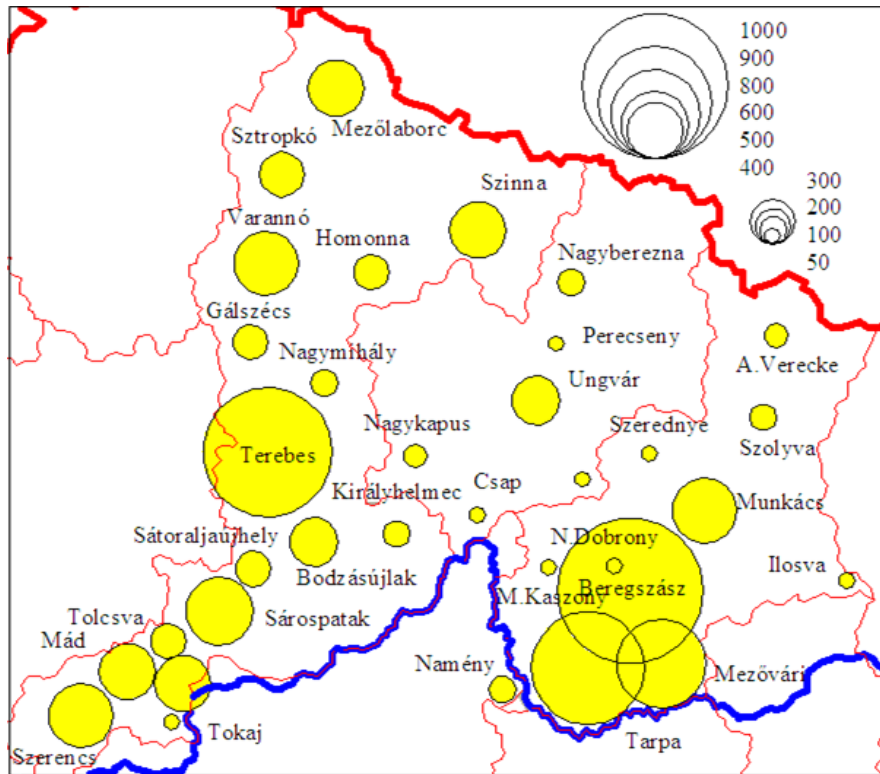 1000
900
800
600
500
400
300
200
100
50
Mezőlaborc
Sztropkó
Szinna
Varannó
Homonna
Nagyberezna
Gálszécs
Perecseny
A.Verecke
Nagymihály
Ungvár
Nagykapus
Szerednye
Szolyva
Terebes
Királyhelmec
Csap
Munkács
Sátoraljaújhely
N.Dobrony
Bodzásújlak
Ilosva
Beregszász
M.Kaszony
Tolcsva
Sárospatak
Mád
Namény
Mezővári
Tokaj
Tarpa
Szerencs